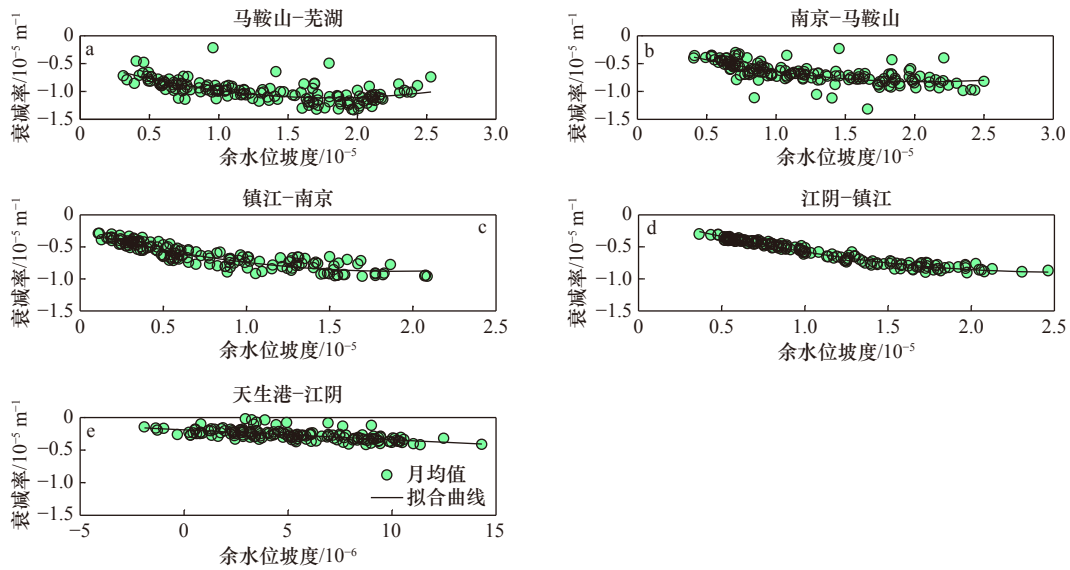 马鞍山−芜湖
a
0
−0.5
−1.0
−1.5
衰减率/10⁻⁵ m⁻¹
0 0.5 1.0 1.5 2.0 2.5 3.0
余水位坡度/10⁻⁵
南京−马鞍山
b
0
−0.5
−1.0
−1.5
衰减率/10⁻⁵ m⁻¹
0 0.5 1.0 1.5 2.0 2.5 3.0
余水位坡度/10⁻⁵
镇江−南京
c
0
−0.5
−1.0
−1.5
衰减率/10⁻⁵ m⁻¹
0 0.5 1.0 1.5 2.0 2.5
余水位坡度/10⁻⁵
江阴−镇江
d
0
−0.5
−1.0
−1.5
衰减率/10⁻⁵ m⁻¹
0 0.5 1.0 1.5 2.0 2.5
余水位坡度/10⁻⁵
天生港−江阴
e
0
−0.5
−1.0
−1.5
衰减率/10⁻⁵ m⁻¹
月均值
拟合曲线
−5 0 5 10 15
余水位坡度/10⁻⁶